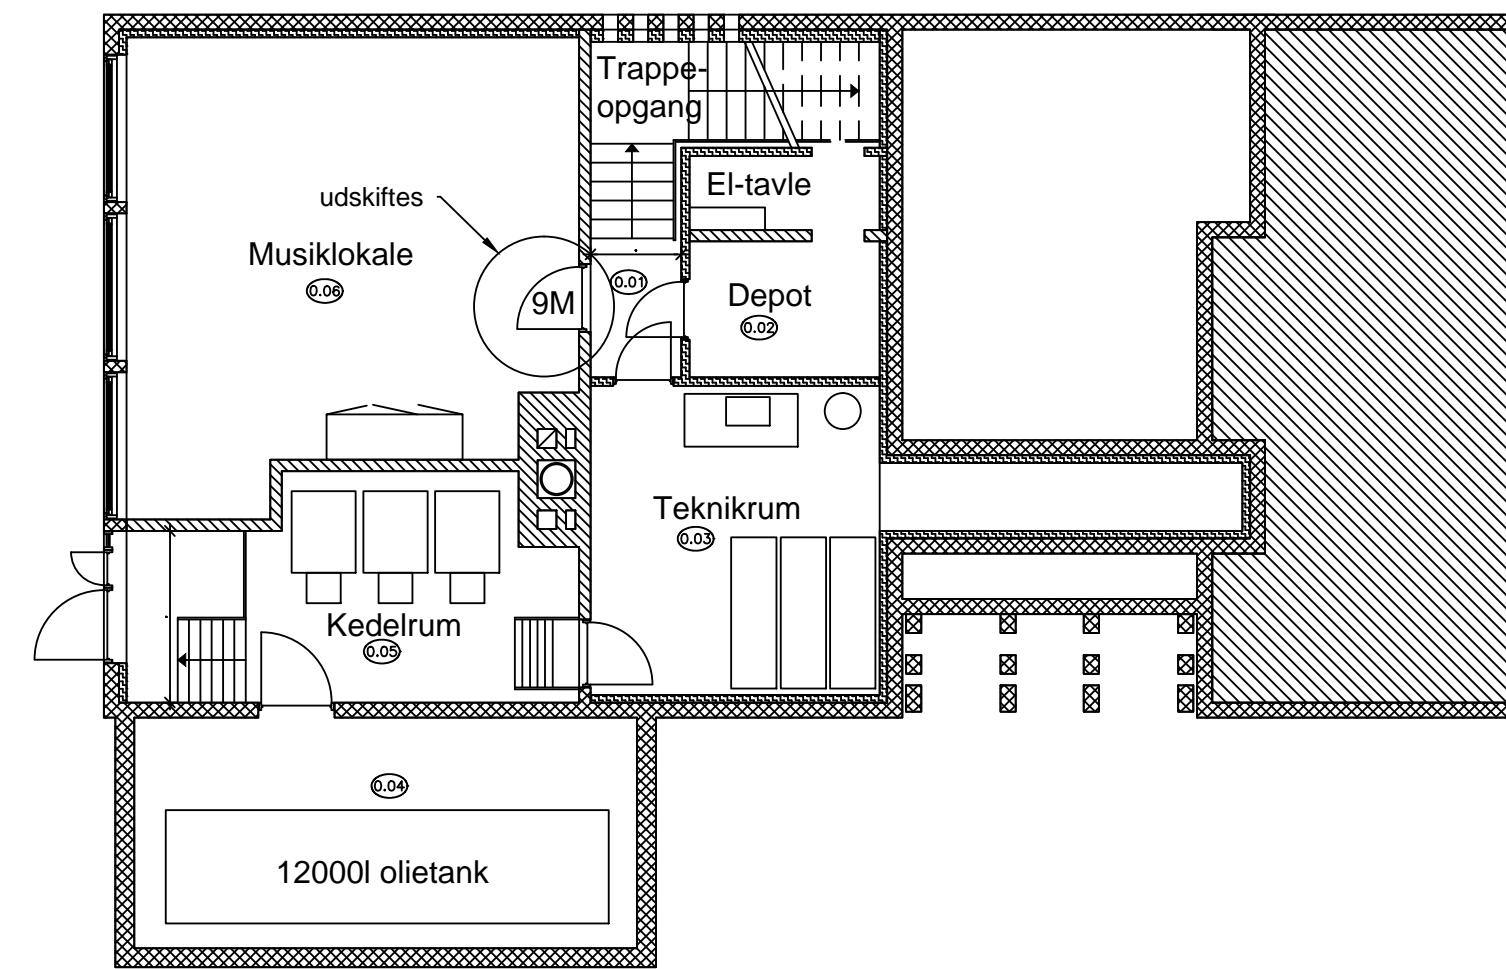 Trappe-
opgang
El-tavle
udskiftes
Musiklokale
0.06
9M
0.01
Depot
0.02
Teknikrum
0.03
Kedelrum
0.05
0.04
12000l olietank